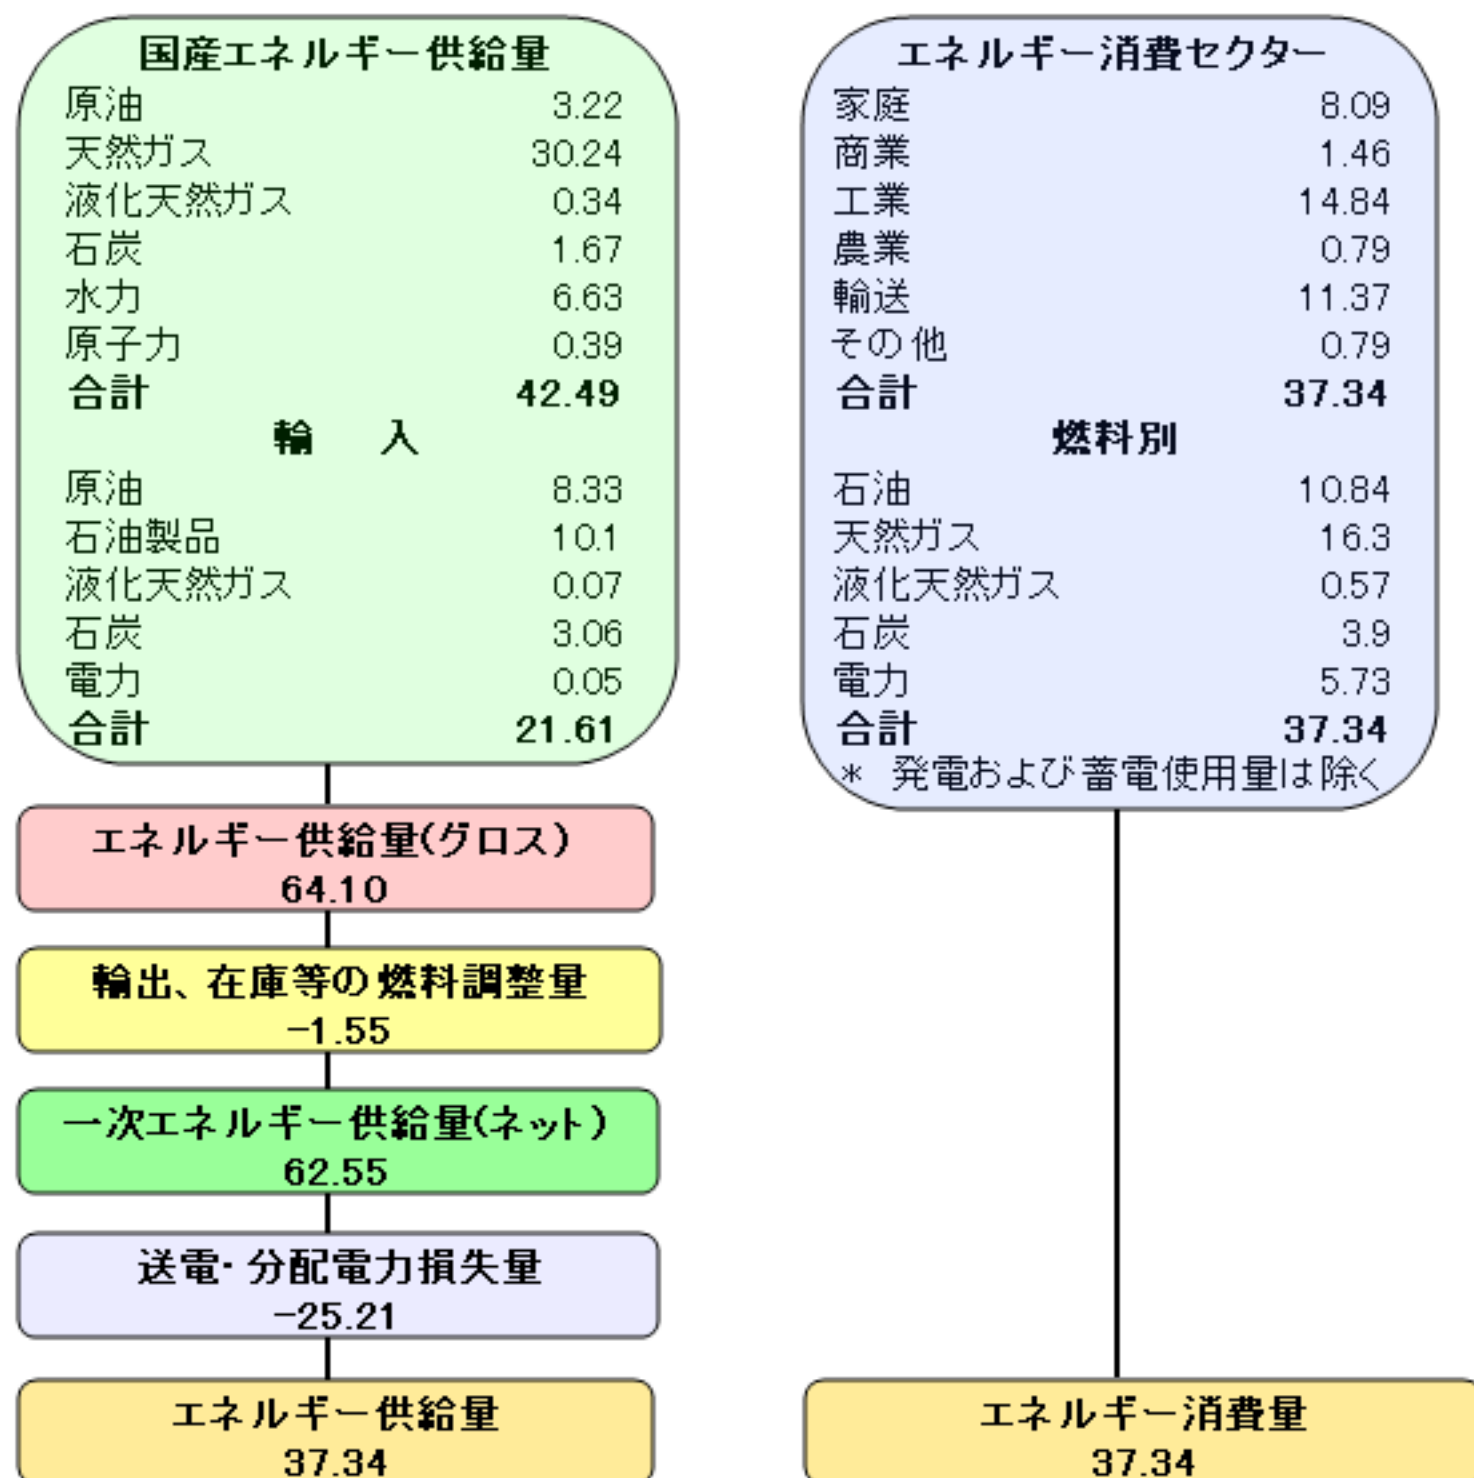 国産エネルギー供給量
原油 3.22
天然ガス 30.24
液化天然ガス 0.34
石炭 1.67
水力 6.63
原子力 0.39
合計 42.49
輸 入
原油 8.33
石油製品 10.1
液化天然ガス 0.07
石炭 3.06
電力 0.05
合計 21.61
エネルギー供給量(グロス)
64.10
輸出、在庫等の燃料調整量
-1.55
一次エネルギー供給量(ネット)
62.55
送電・分配電力損失量
-25.21
エネルギー供給量
37.34
エネルギー消費セクター
家庭 8.09
商業 1.46
工業 14.84
農業 0.79
輸送 11.37
その他 0.79
合計 37.34
燃料別
石油 10.84
天然ガス 16.3
液化天然ガス 0.57
石炭 3.9
電力 5.73
合計 37.34
* 発電および蓄電使用量は除く
エネルギー消費量
37.34